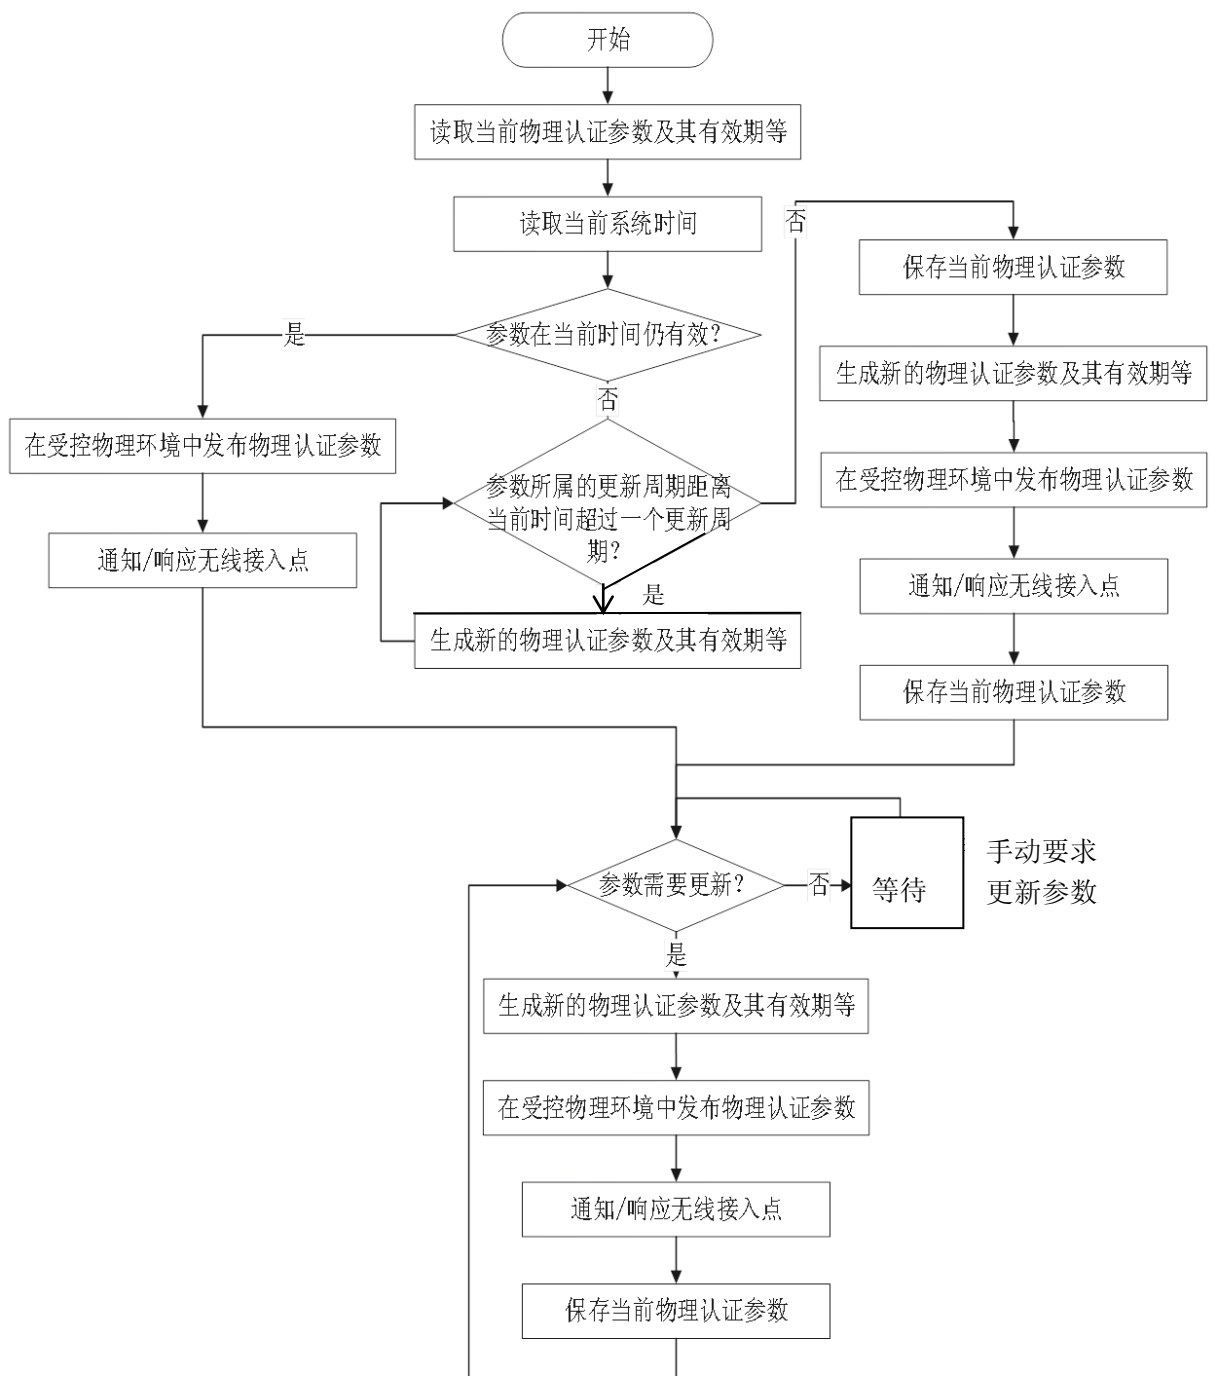 开始
读取当前物理认证参数及其有效期等
读取当前系统时间
参数在当前时间仍有效?
是
否
在受控物理环境中发布物理认证参数
通知/响应无线接入点
参数所属的更新周期距离
当前时间超过一个更新周
期?
是
生成新的物理认证参数及其有效期等
否
保存当前物理认证参数
生成新的物理认证参数及其有效期等
在受控物理环境中发布物理认证参数
通知/响应无线接入点
保存当前物理认证参数
参数需要更新?
否
等待
手动要求
更新参数
是
生成新的物理认证参数及其有效期等
在受控物理环境中发布物理认证参数
通知/响应无线接入点
保存当前物理认证参数